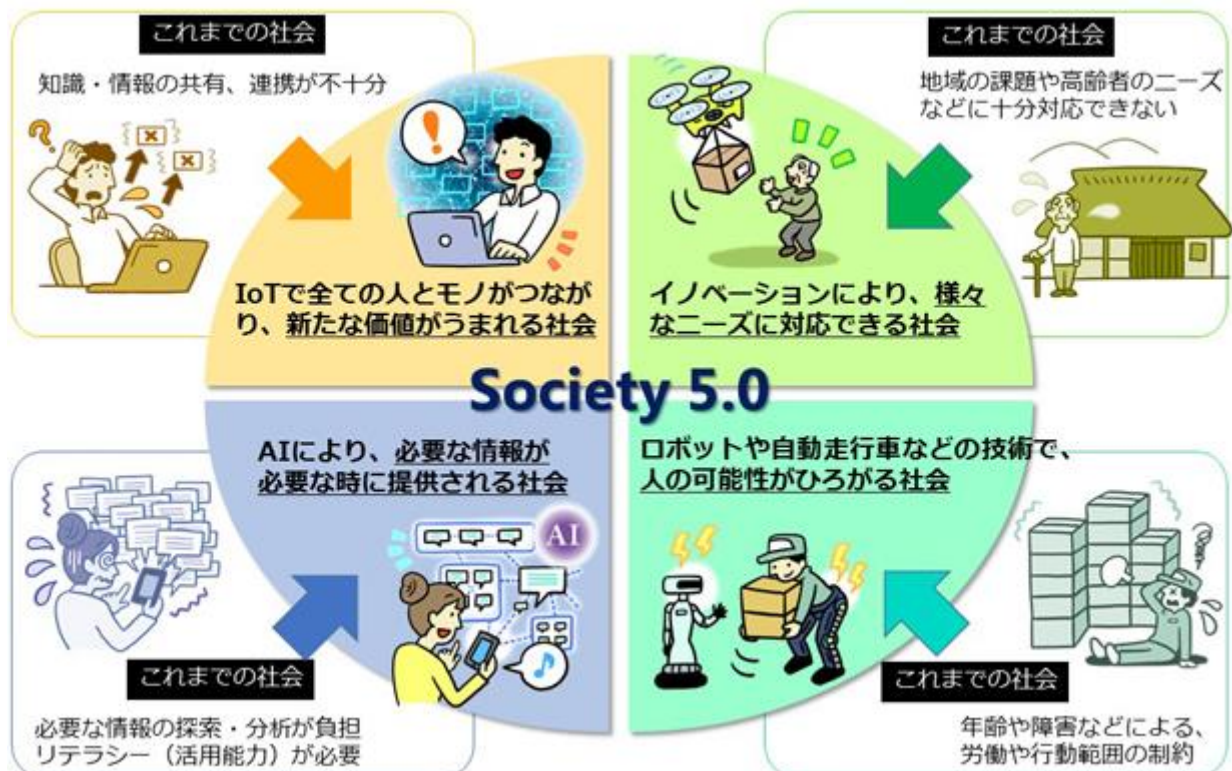 これまでの社会
知識・情報の共有、連携が不十分
?
!
IoTで全ての人とモノがつなが
り、新たな価値がうまれる社会
これまでの社会
地域の課題や高齢者のニーズ
などに十分対応できない
イノベーションにより、様々
なニーズに対応できる社会
Society 5.0
AIにより、必要な情報が
必要な時に提供される社会
AI
これまでの社会
必要な情報の探索・分析が負担
リテラシー（活用能力）が必要
ロボットや自動走行車などの技術で、
人の可能性がひろがる社会
これまでの社会
年齢や障害などによる、
労働や行動範囲の制約